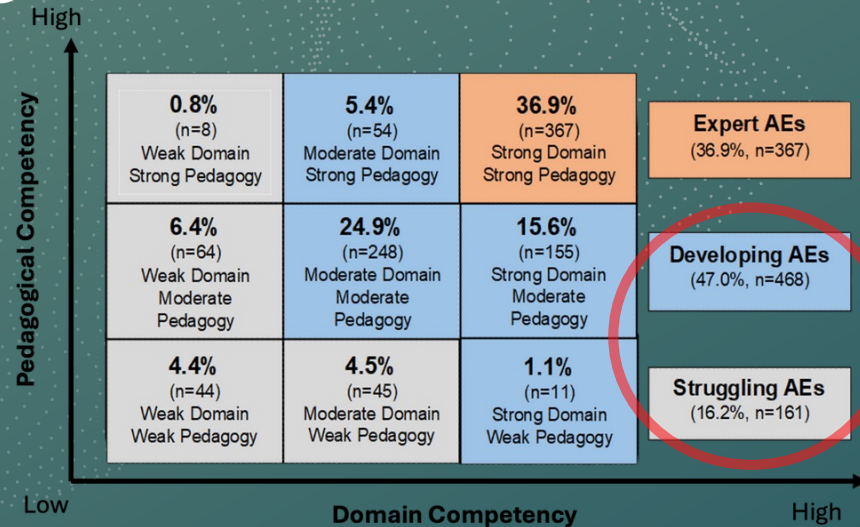 High
Pedagogical Competency
0.8%
(n=8)
Weak Domain
Strong Pedagogy
5.4%
(n=54)
Moderate Domain
Strong Pedagogy
36.9%
(n=367)
Strong Domain
Strong Pedagogy
Expert AEs
(36.9%, n=367)
6.4%
(n=64)
Weak Domain
Moderate
Pedagogy
24.9%
(n=248)
Moderate Domain
Moderate
Pedagogy
15.6%
(n=155)
Strong Domain
Moderate
Pedagogy
Developing AEs
(47.0%, n=468)
4.4%
(n=44)
Weak Domain
Weak Pedagogy
4.5%
(n=45)
Moderate Domain
Weak Pedagogy
1.1%
(n=11)
Strong Domain
Weak Pedagogy
Struggling AEs
(16.2%, n=161)
Low
Domain Competency
High